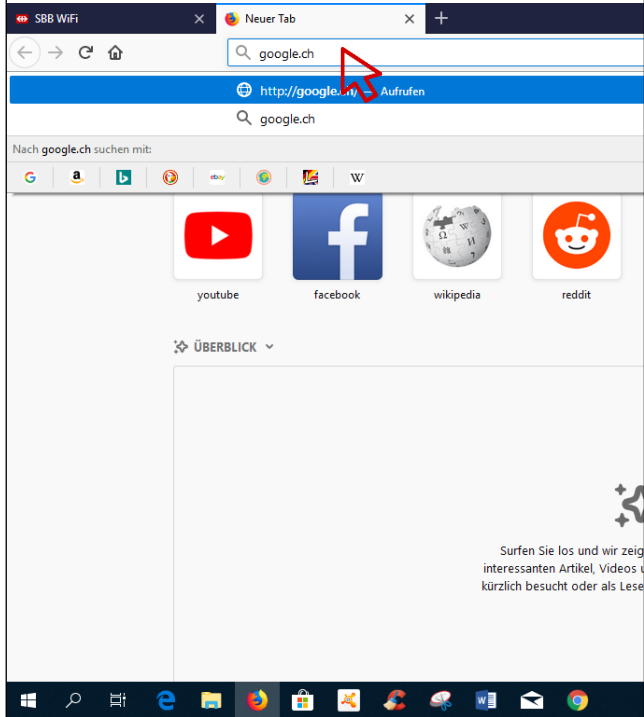 SBB WiFi
Neuer Tab
google.ch
http://google.ch/ — Aufrufen
google.ch
Nach google.ch suchen mit:
G a b ebay W
youtube facebook wikipedia reddit
ÜBERBLICK
Surfen Sie los und wir zeig
interessanten Artikel, Videos u
kürzlich besucht oder als Lese